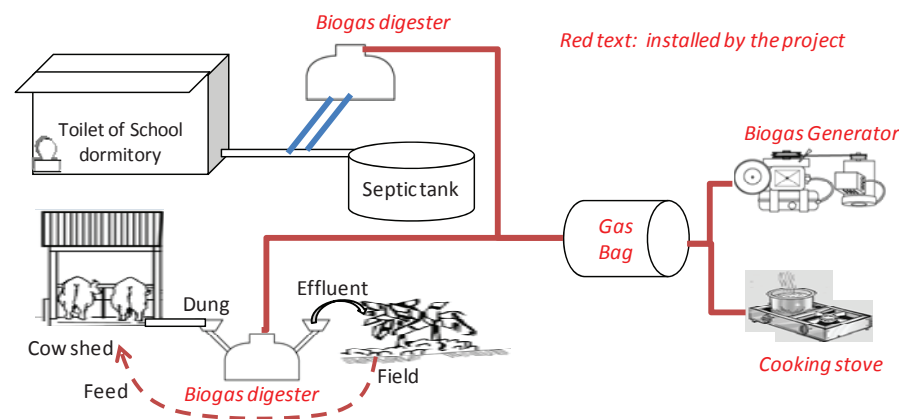 Biogas digester
Red text:  installed by the project
Toilet of School
dormitory
Biogas Generator
Septic tank
Gas
Bag
Dung
Effluent
Cow shed
Feed
Biogas digester
Field
Cooking stove